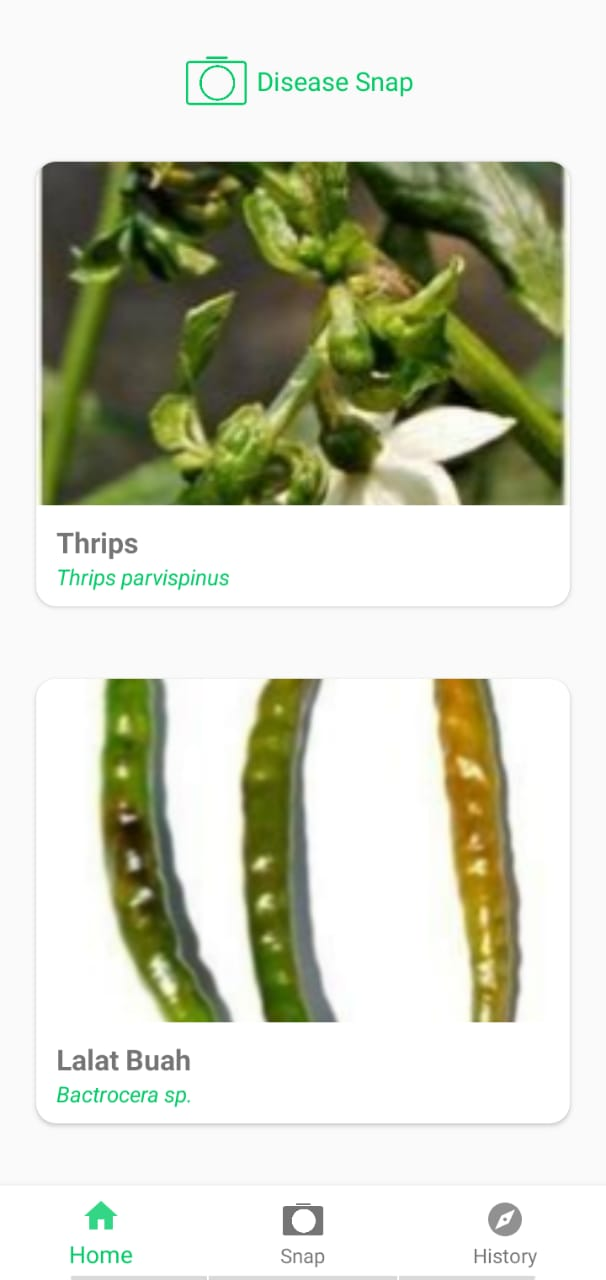 Disease Snap
Thrips
Thrips parvispinus
Lalat Buah
Bactrocera sp.
Home
Snap
History